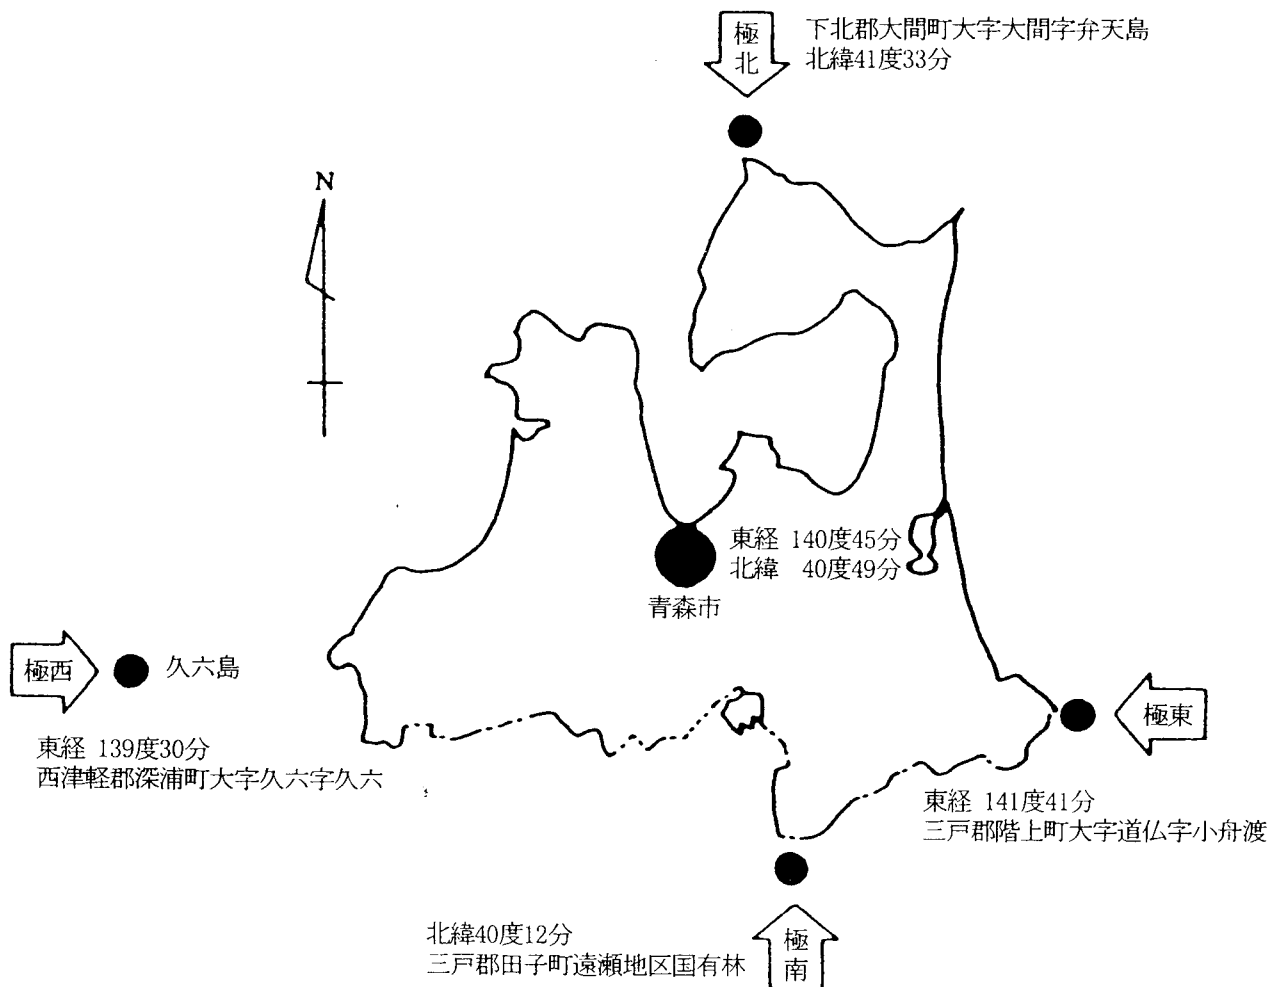 極北
下北郡大間町大字大間字弁天島
北緯41度33分
N
東経 140度45分
北緯 40度49分
青森市
極西
久六島
東経 139度30分
西津軽郡深浦町大字久六字久六
極東
東経 141度41分
三戸郡階上町大字道仏字小舟渡
北緯40度12分
三戸郡田子町遠瀬地区国有林
極南